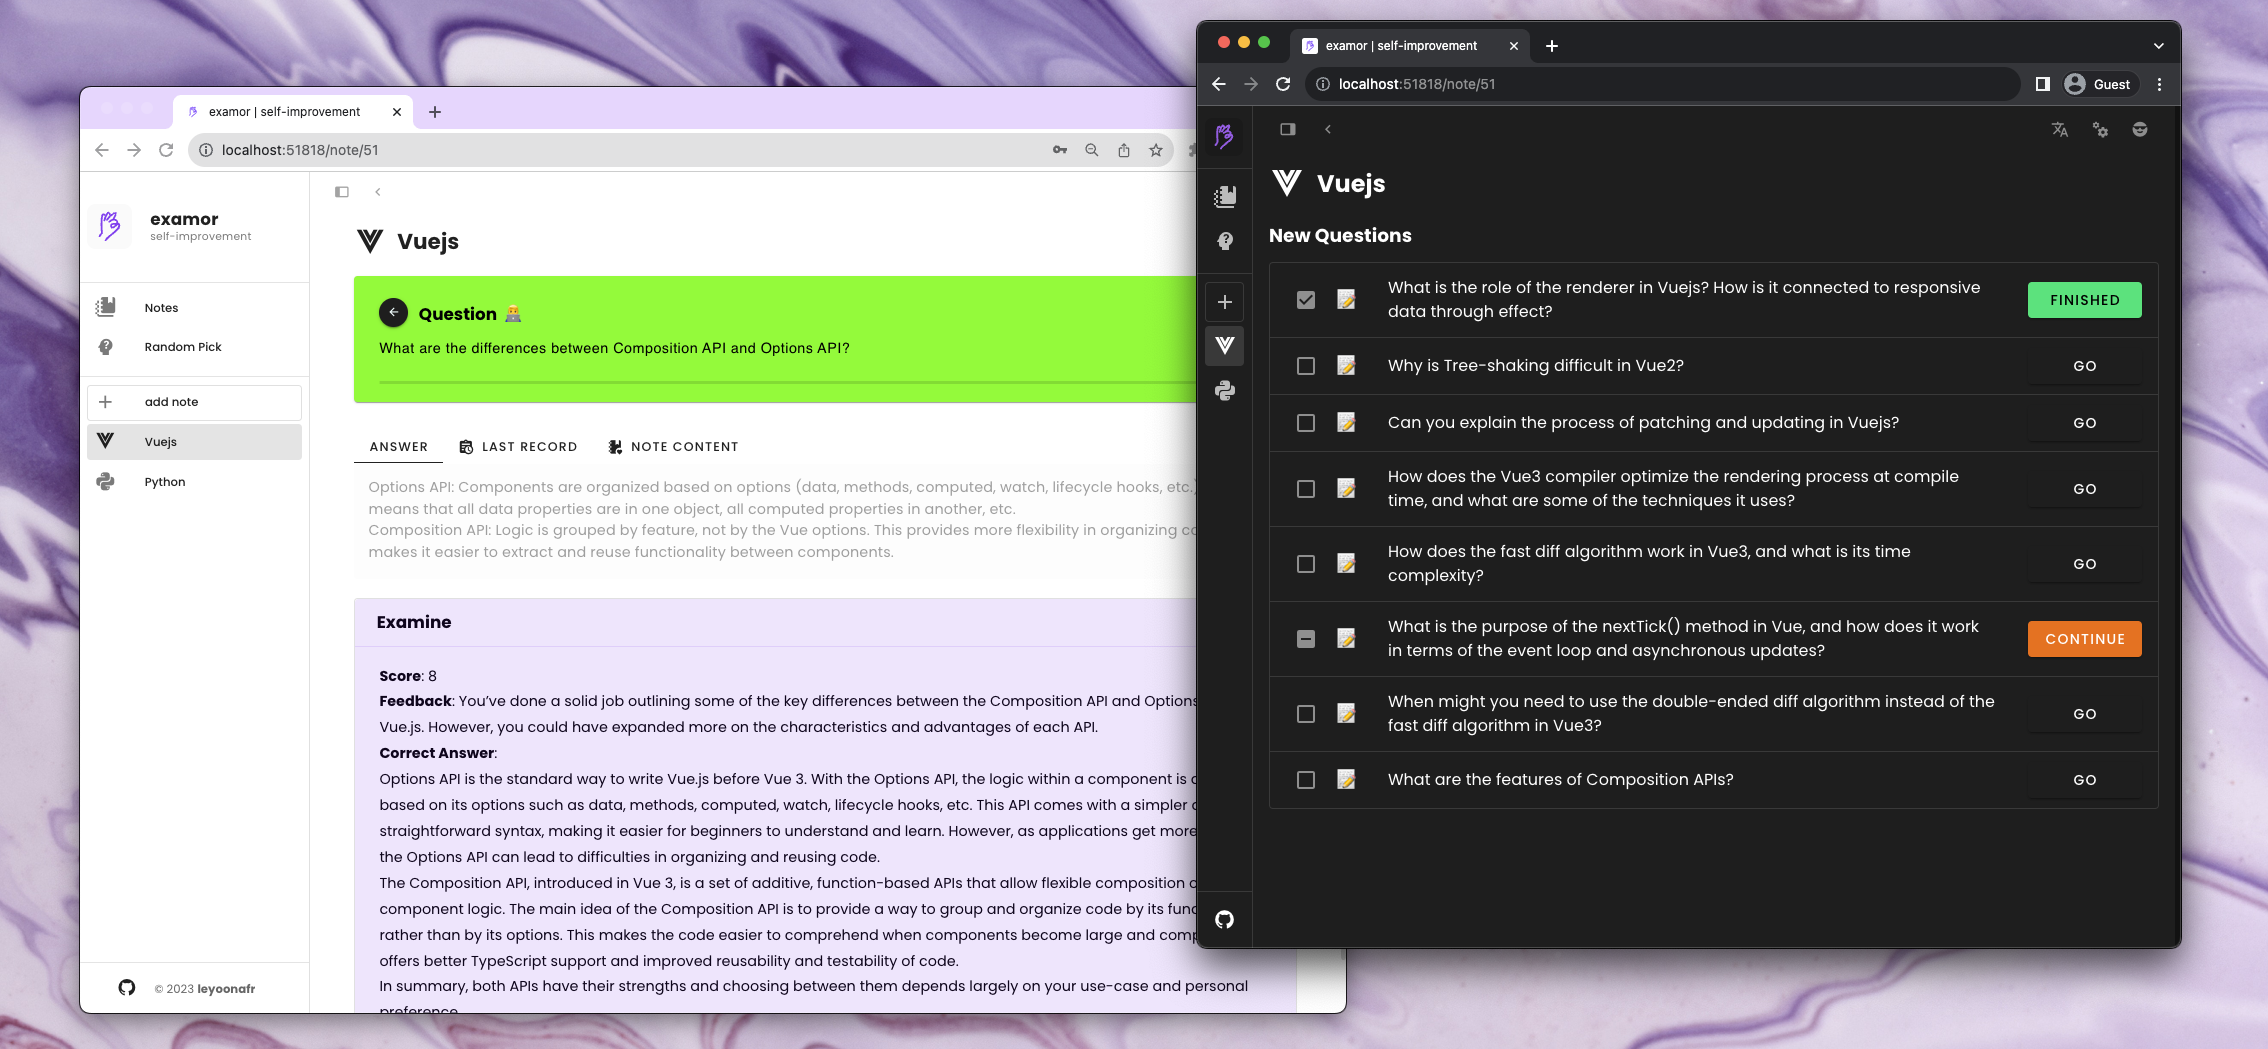 examor | self-improvement
localhost:51818/note/51
examor
self-improvement
Notes
Random Pick
add note
Vuejs
Python
© 2023 leyoonafr
Vuejs
Question
What are the differences between Composition API and Options API?
ANSWER
LAST RECORD
NOTE CONTENT
Options API: Components are organized based on options (data, methods, computed, watch, lifecycle hooks, etc.)
means that all data properties are in one object, all computed properties in another, etc.
Composition API: Logic is grouped by feature, not by the Vue options. This provides more flexibility in organizing
makes it easier to extract and reuse functionality between components.
Examine
Score: 8
Feedback: You’ve done a solid job outlining some of the key differences between the Composition API and Options
Vue.js. However, you could have expanded more on the characteristics and advantages of each API.
Correct Answer:
Options API is the standard way to write Vue.js before Vue 3. With the Options API, the logic within a component is
based on its options such as data, methods, computed, watch, lifecycle hooks, etc. This API comes with a simpler
straightforward syntax, making it easier for beginners to understand and learn. However, as applications get more
the Options API can lead to difficulties in organizing and reusing code.
The Composition API, introduced in Vue 3, is a set of additive, function-based APIs that allow flexible composition
component logic. The main idea of the Composition API is to provide a way to group and organize code by its
rather than by its options. This makes the code easier to comprehend when components become large and
offers better TypeScript support and improved reusability and testability of code.
In summary, both APIs have their strengths and choosing between them depends largely on your use-case and personal
preference.
examor | self-improvement
localhost:51818/note/51
Guest
Vuejs
New Questions
What is the role of the renderer in Vuejs? How is it connected to responsive
data through effect?
FINISHED
Why is Tree-shaking difficult in Vue2?
GO
Can you explain the process of patching and updating in Vuejs?
GO
How does the Vue3 compiler optimize the rendering process at compile
time, and what are some of the techniques it uses?
GO
How does the fast diff algorithm work in Vue3, and what is its time
complexity?
GO
What is the purpose of the nextTick() method in Vue, and how does it work
in terms of the event loop and asynchronous updates?
CONTINUE
When might you need to use the double-ended diff algorithm instead of the
fast diff algorithm in Vue3?
GO
What are the features of Composition APIs?
GO